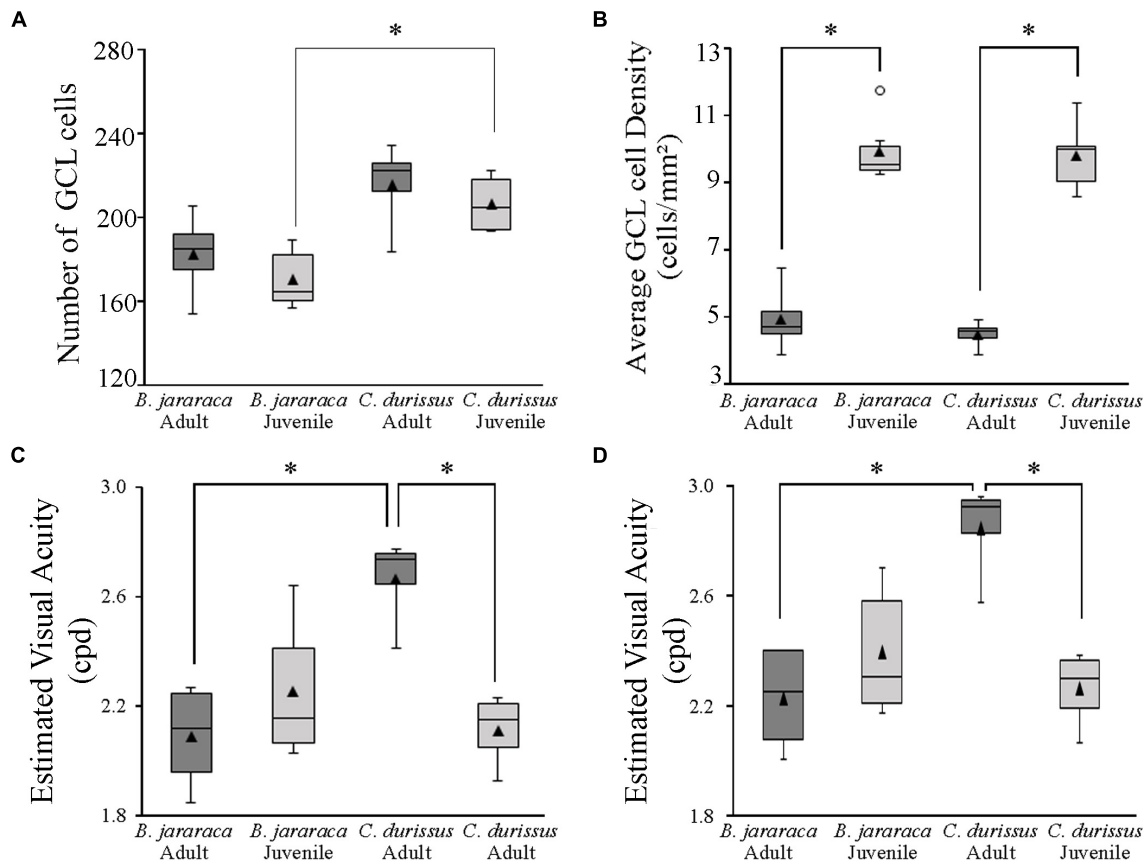 A
Number of GCL cells
280
240
200
160
120
*
B. jararaca
Adult
B. jararaca
Juvenile
C. durissus
Adult
C. durissus
Juvenile
B
Average GCL cell Density
(cells/mm²)
13
11
9
7
5
3
*
*
B. jararaca
Adult
B. jararaca
Juvenile
C. durissus
Adult
C. durissus
Juvenile
C
Estimated Visual Acuity
(cpd)
3.0
2.6
2.2
1.8
*
*
B. jararaca
Adult
B. jararaca
Juvenile
C. durissus
Adult
C. durissus
Juvenile
D
Estimated Visual Acuity
(cpd)
3.0
2.6
2.2
1.8
*
*
B. jararaca
Adult
B. jararaca
Juvenile
C. durissus
Adult
C. durissus
Juvenile